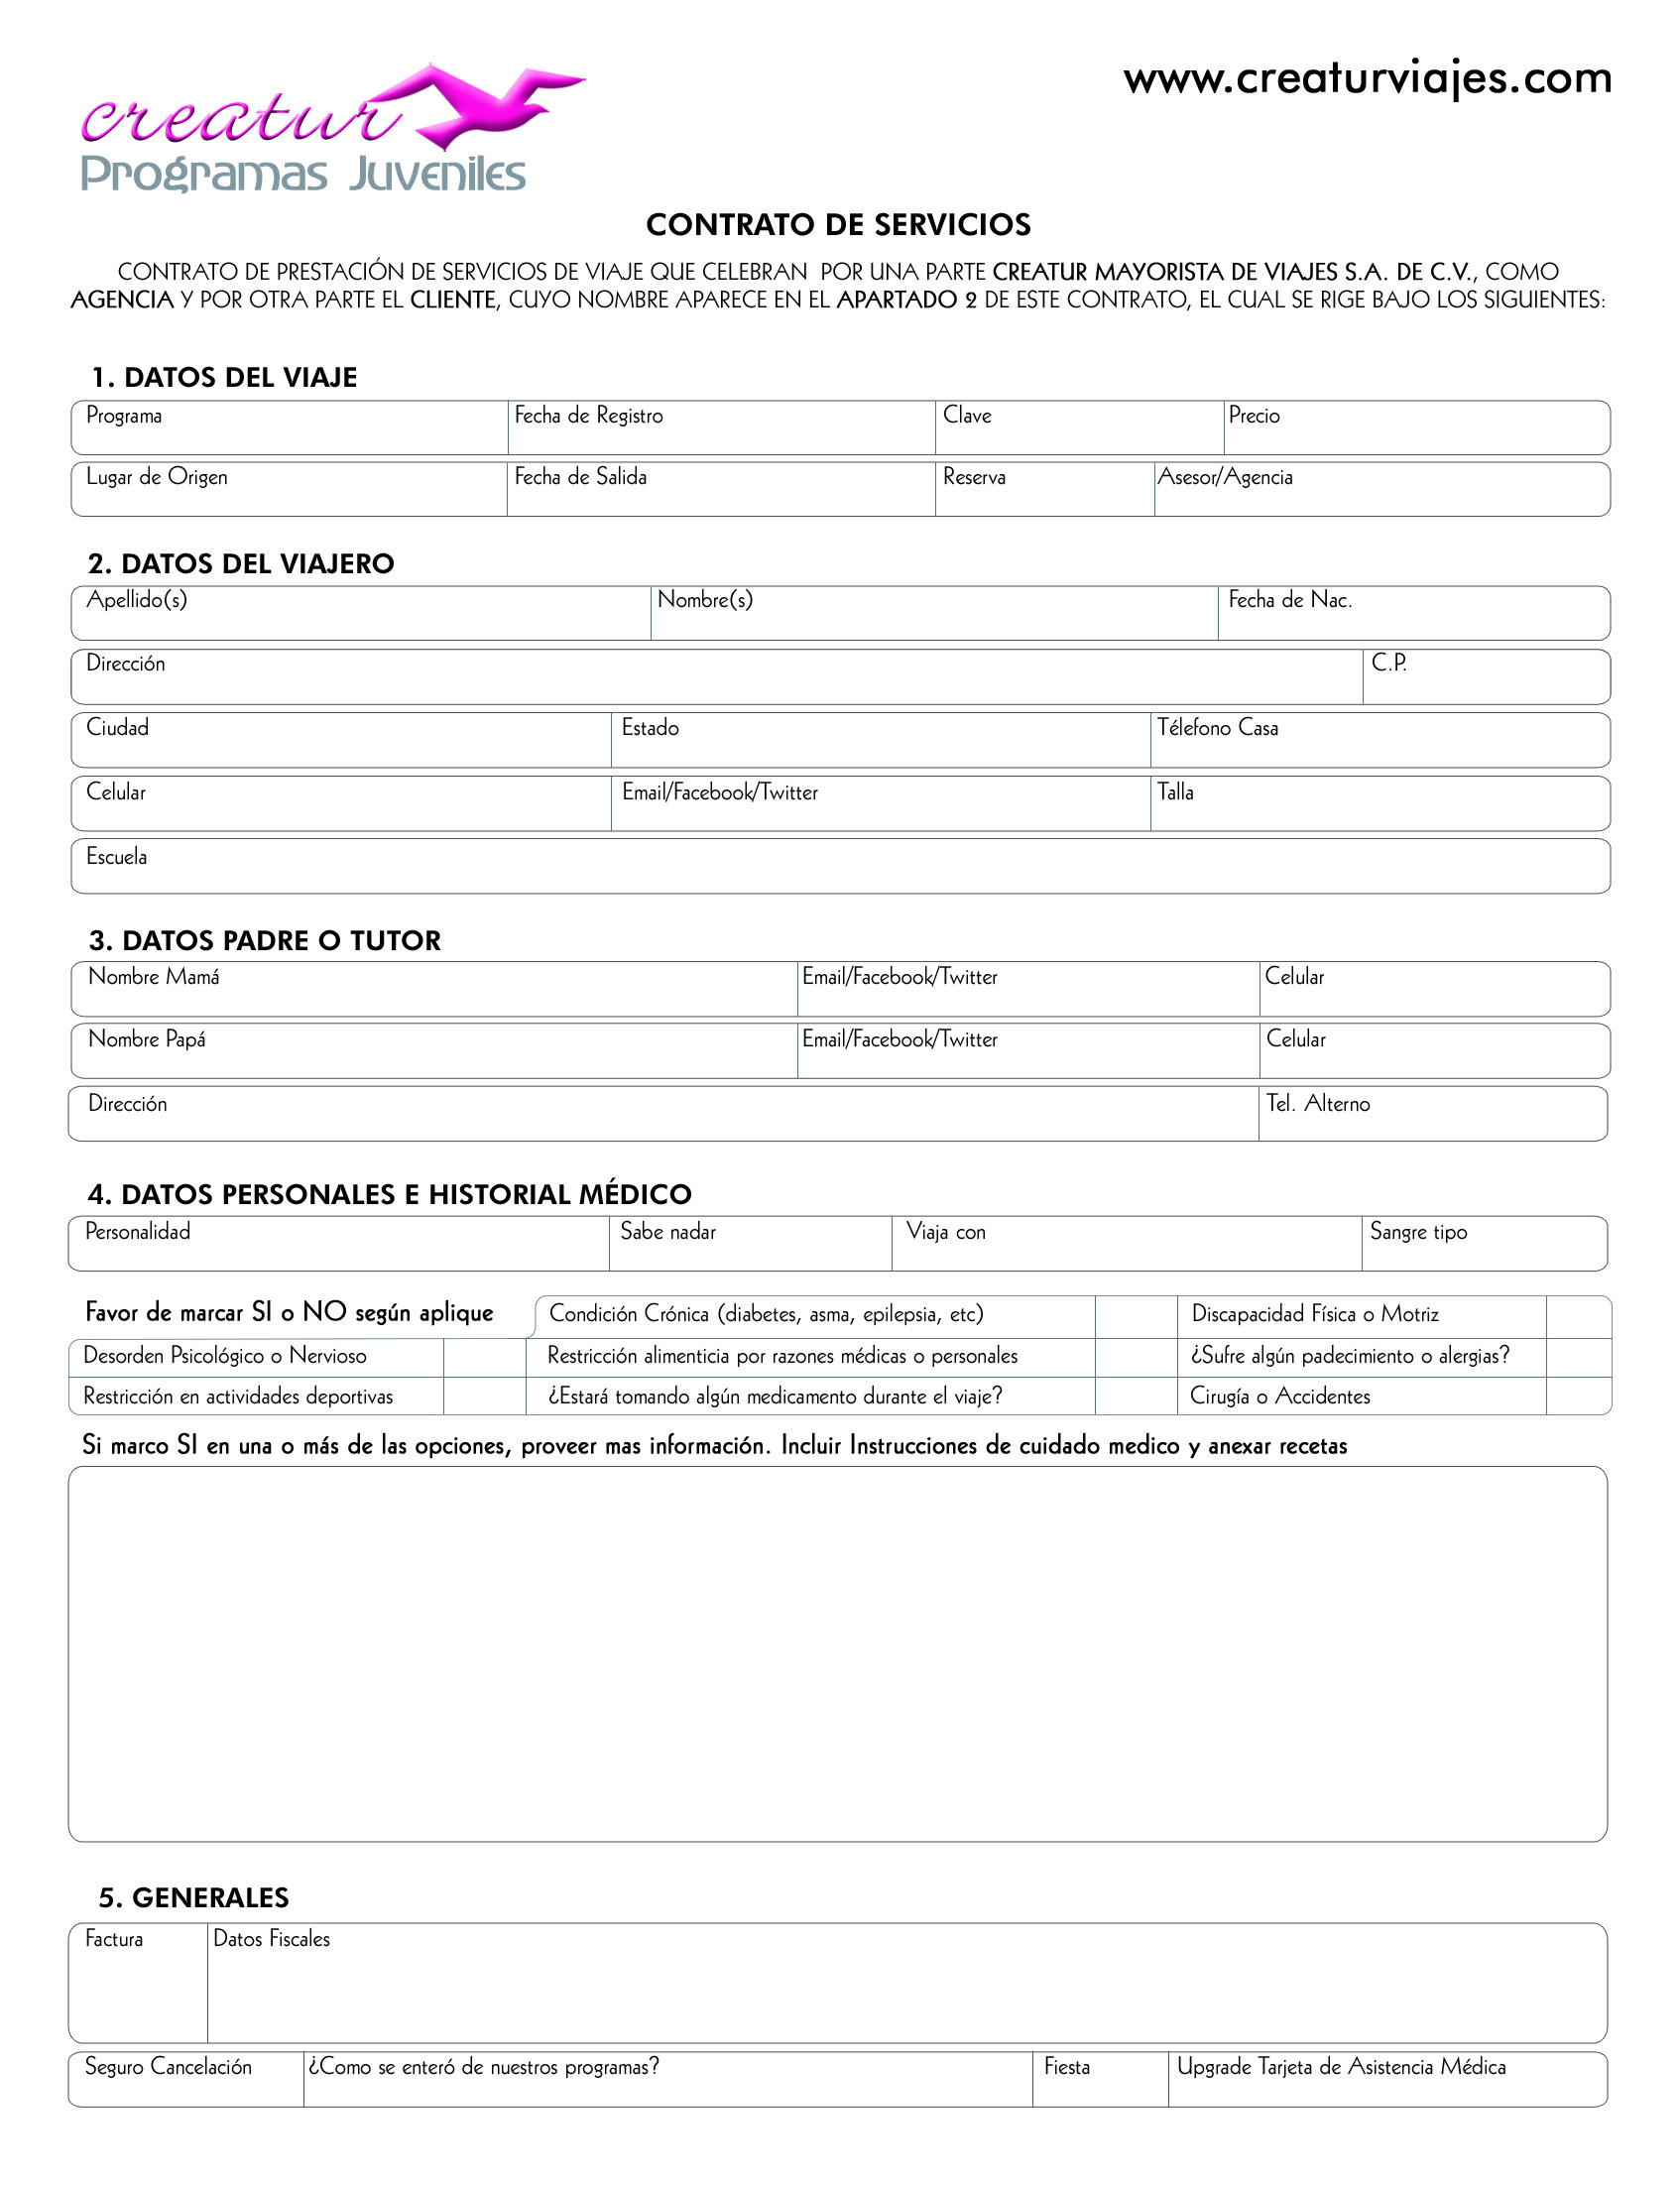 www.creaturviajes.com
creatur
Programas Juveniles
CONTRATO DE SERVICIOS
CONTRATO DE PRESTACIÓN DE SERVICIOS DE VIAJE QUE CELEBRAN POR UNA PARTE CREATUR MAYORISTA DE VIAJES S.A. DE C.V., COMO
AGENCIA Y POR OTRA PARTE EL CLIENTE, CUYO NOMBRE APARECE EN EL APARTADO 2 DE ESTE CONTRATO, EL CUAL SE RIGE BAJO LOS SIGUIENTES:
1. DATOS DEL VIAJE
Programa Fecha de Registro Clave Precio
Lugar de Origen Fecha de Salida Reserva Asesor/Agencia
2. DATOS DEL VIAJERO
Apellido(s) Nombre(s) Fecha de Nac.
Dirección C.P.
Ciudad Estado Télefono Casa
Celular Email/Facebook/Twitter Talla
Escuela
3. DATOS PADRE O TUTOR
Nombre Mamá Email/Facebook/Twitter Celular
Nombre Papá Email/Facebook/Twitter Celular
Dirección Tel. Alterno
4. DATOS PERSONALES E HISTORIAL MÉDICO
Personalidad Sabe nadar Viaja con Sangre tipo
Favor de marcar SI o NO según aplique Condición Crónica (diabetes, asma, epilepsia, etc) Discapacidad Física o Motriz
Desorden Psicológico o Nervioso Restricción alimenticia por razones médicas o personales ¿Sufre algún padecimiento o alergias?
Restricción en actividades deportivas ¿Estará tomando algún medicamento durante el viaje? Cirugía o Accidentes
Si marco SI en una o más de las opciones, proveer mas información. Incluir Instrucciones de cuidado medico y anexar recetas
5. GENERALES
Factura Datos Fiscales
Seguro Cancelación ¿Como se enteró de nuestros programas? Fiesta Upgrade Tarjeta de Asistencia Médica